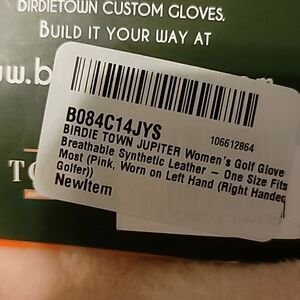 BIRDIETOWN CUSTOM GLOVES.
BUILD IT YOUR WAY AT
B084C14JYS
106612864
BIRDIE TOWN JUPITER Women's Golf Glove
Breathable Synthetic Leather – One Size Fits
Most (Pink, Worn on Left Hand (Right Handed
Golfer))
NewItem